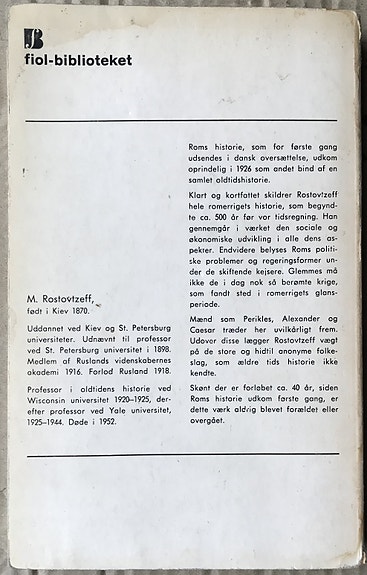 fiol-biblioteket
Roms historie, som for første gang
udsendes i dansk oversættelse, udkom
oprindelig i 1926 som andet bind af en
samlet oldtidshistorie.
Klart og kortfattet skildrer Rostovtzeff
hele romerrigets historie, som begynd-
te ca. 500 år før vor tidsregning. Han
gennemgår i værket den sociale og
økonomiske udvikling i alle dens as-
pekter. Endvidere belyses Roms politi-
ske problemer og regeringsformer un-
der de skiftende kejsere. Glemmes må
ikke de i dag nok så berømte krige,
som fandt sted i romerrigets glans-
periode.
Mænd som Perikles, Alexander og
Caesar træder her uvilkårligt frem.
Udover disse lægger Rostovtzeff vægt
på de store og hidtil anonyme folke-
slag, som ældre tids historie ikke
kendte.
Skønt der er forløbet ca. 40 år, siden
Roms historie udkom første gang, er
dette værk aldrig blevet forældet eller
overgået.
M. Rostovtzeff,
født i Kiev 1870.
Uddannet ved Kiev og St. Petersburg
universiteter. Udnævnt til professor
ved St. Petersburg universitet i 1898.
Medlem af Ruslands videnskabernes
akademi 1916. Forlod Rusland 1918.
Professor i oldtidens historie ved
Wisconsin universitet 1920-1925, der-
efter professor ved Yale universitet,
1925-1944. Døde i 1952.